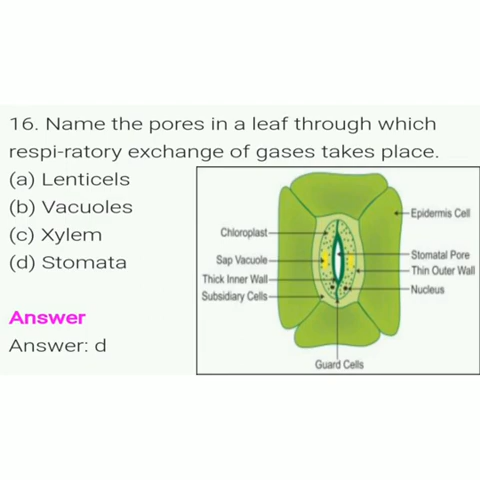 16. Name the pores in a leaf through which
respi-ratory exchange of gases takes place.
(a) Lenticels
(b) Vacuoles
(c) Xylem
(d) Stomata
Answer
Answer: d
Epidermis Cell
Chloroplast
Stomatal Pore
Sap Vacuole
Thin Outer Wall
Thick Inner Wall
Nucleus
Subsidiary Cells
Guard Cells